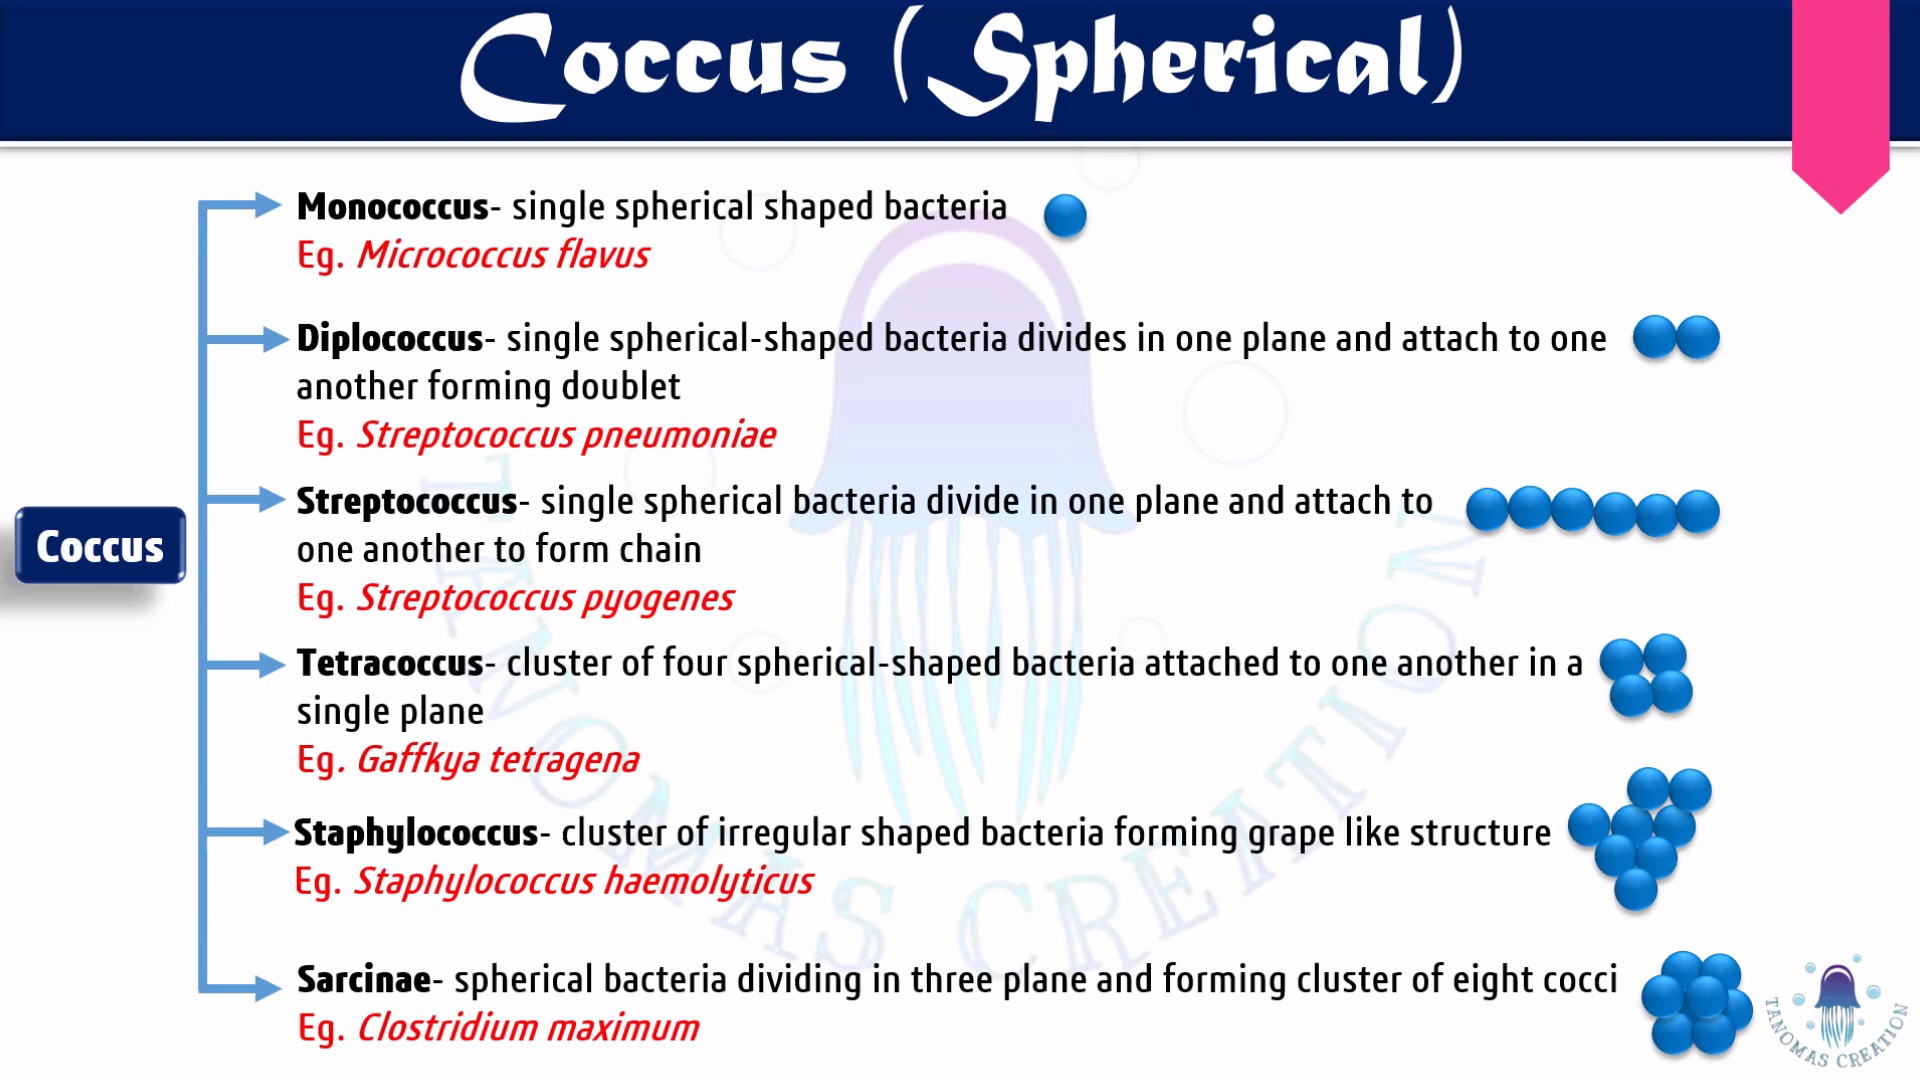 Coccus (Spherical)
Monococcus- single spherical shaped bacteria
Eg. Micrococcus flavus
Diplococcus- single spherical-shaped bacteria divides in one plane and attach to one
another forming doublet
Eg. Streptococcus pneumoniae
Streptococcus- single spherical bacteria divide in one plane and attach to
one another to form chain
Eg. Streptococcus pyogenes
Coccus
Tetracoccus- cluster of four spherical-shaped bacteria attached to one another in a
single plane
Eg. Gaffkya tetragena
Staphylococcus- cluster of irregular shaped bacteria forming grape like structure
Eg. Staphylococcus haemolyticus
Sarcinae- spherical bacteria dividing in three plane and forming cluster of eight cocci
Eg. Clostridium maximum
TANOMAS CREATION
TANOMAS CREATION